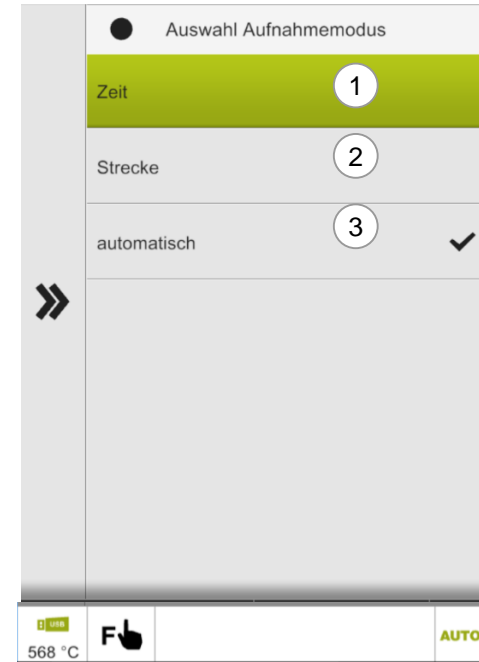 Auswahl Aufnahmemodus
Zeit
1
Strecke
2
automatisch
3
USB
568 °C
F
AUTO